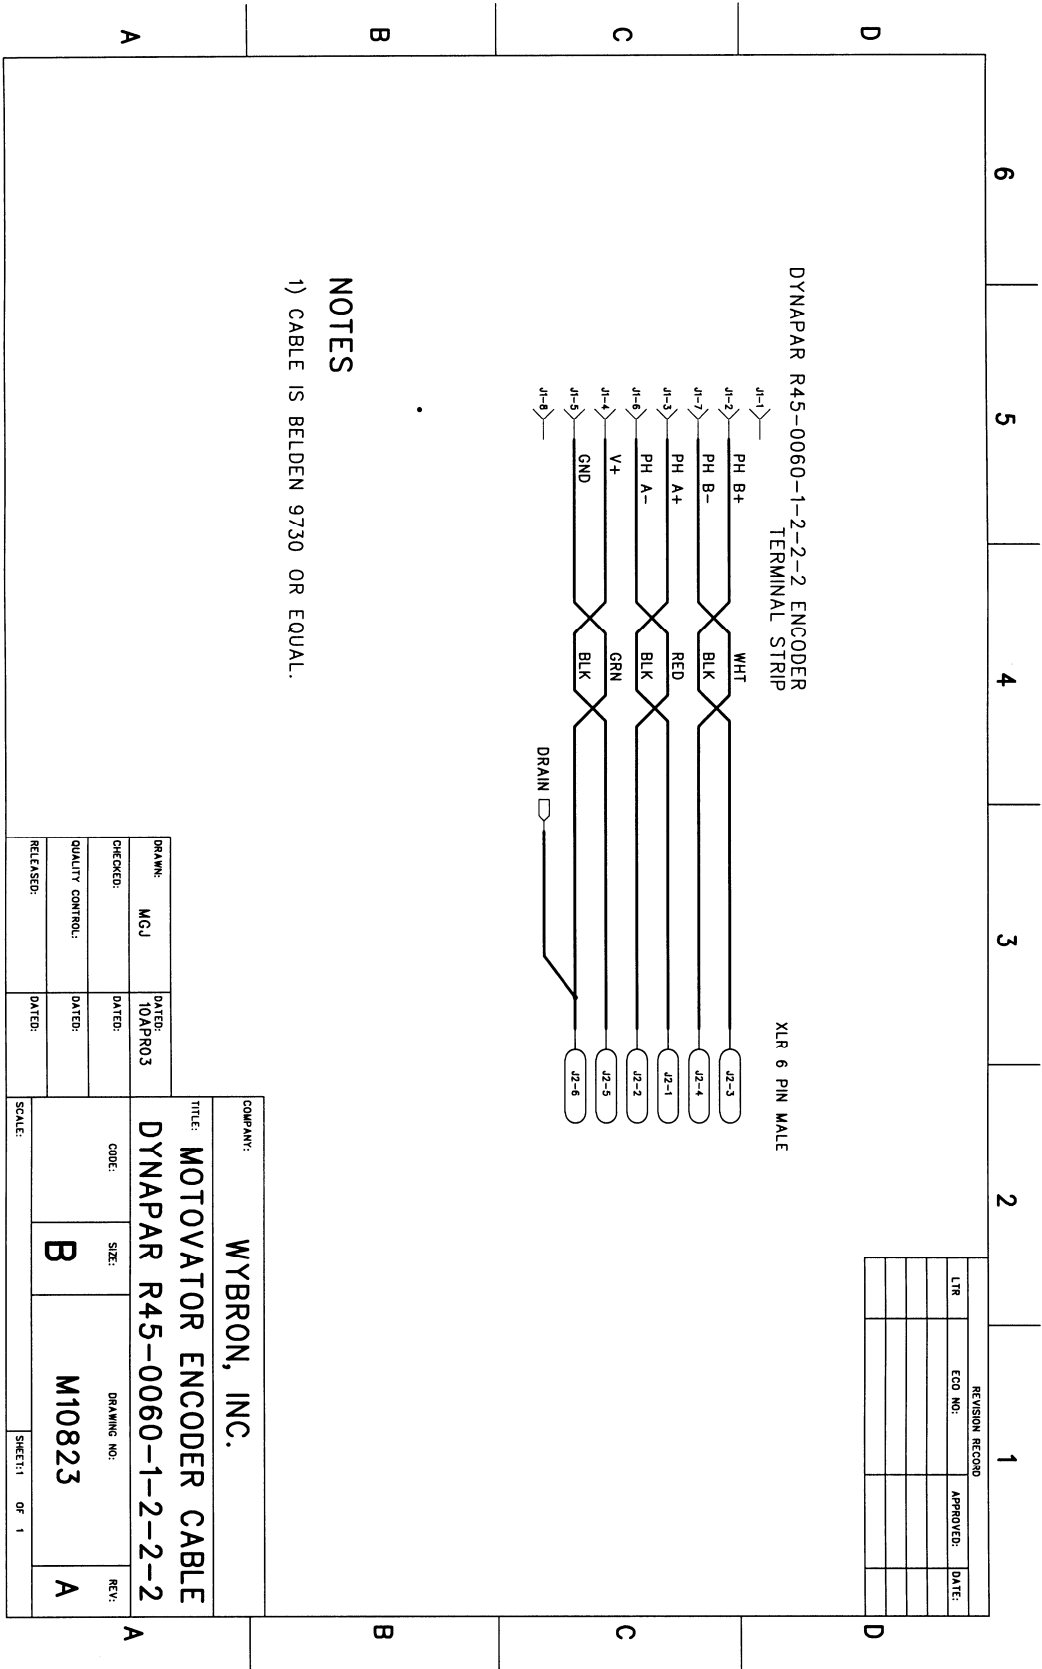 6 5 4 3 2 1
D
D
C
C
B
B
A
A
REVISION RECORD
LTR ECO NO: APPROVED: DATE:
DYNAPAR R45-0060-1-2-2-2 ENCODER
TERMINAL STRIP
XLR 6 PIN MALE
J1-1
J1-2 PH B+ WHT J2-3
J1-7 PH B- BLK J2-4
J1-3 PH A+ RED J2-1
J1-6 PH A- BLK J2-2
J1-4 V+ GRN J2-5
J1-5 GND BLK J2-6
J1-8
DRAIN
NOTES
1) CABLE IS BELDEN 9730 OR EQUAL.
COMPANY:
WYBRON, INC.
TITLE: MOTOVATOR ENCODER CABLE
DYNAPAR R45-0060-1-2-2-2
DRAWN: MGJ DATED: 10APR03
CHECKED: DATED:
QUALITY CONTROL: DATED:
RELEASED: DATED:
CODE: SIZE: DRAWING NO: REV:
B M10823 A
SCALE: SHEET:1 OF 1